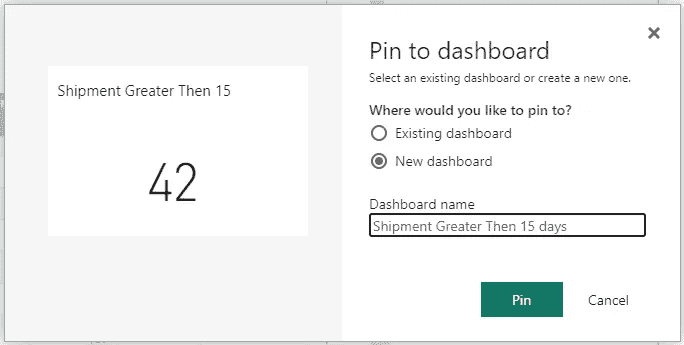 Shipment Greater Then 15
42
Pin to dashboard
Select an existing dashboard or create a new one.
Where would you like to pin to?
Existing dashboard
New dashboard
Dashboard name
Shipment Greater Then 15 days
Pin
Cancel